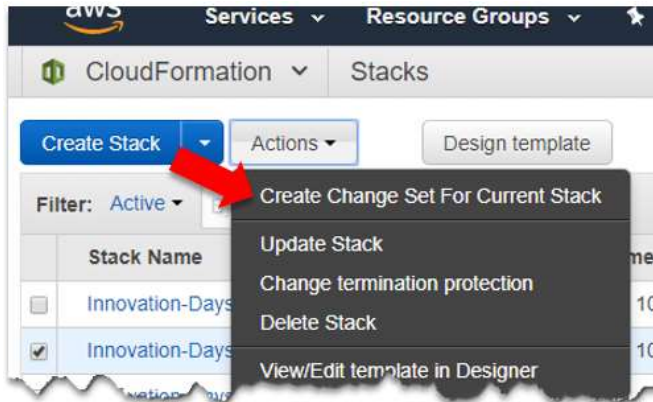 aws Services Resource Groups
CloudFormation Stacks
Create Stack Actions Design template
Filter: Active
Create Change Set For Current Stack
Stack Name
Update Stack
me
Innovation-Days
Change termination protection
10
Delete Stack
Innovation-Days
10
View/Edit template in Designer